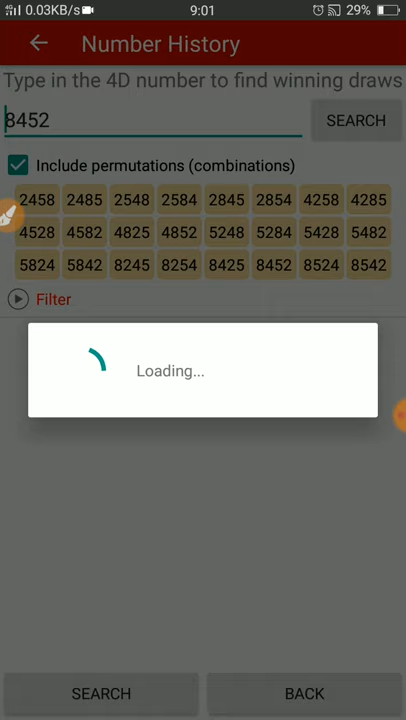 4G 0.03KB/s 9:01 29%
Number History
Type in the 4D number to find winning draws
8452 SEARCH
Include permutations (combinations)
2458 2485 2548 2584 2845 2854 4258 4285
4528 4582 4825 4852 5248 5284 5428 5482
5824 5842 8245 8254 8425 8452 8524 8542
Filter
Loading...
SEARCH BACK